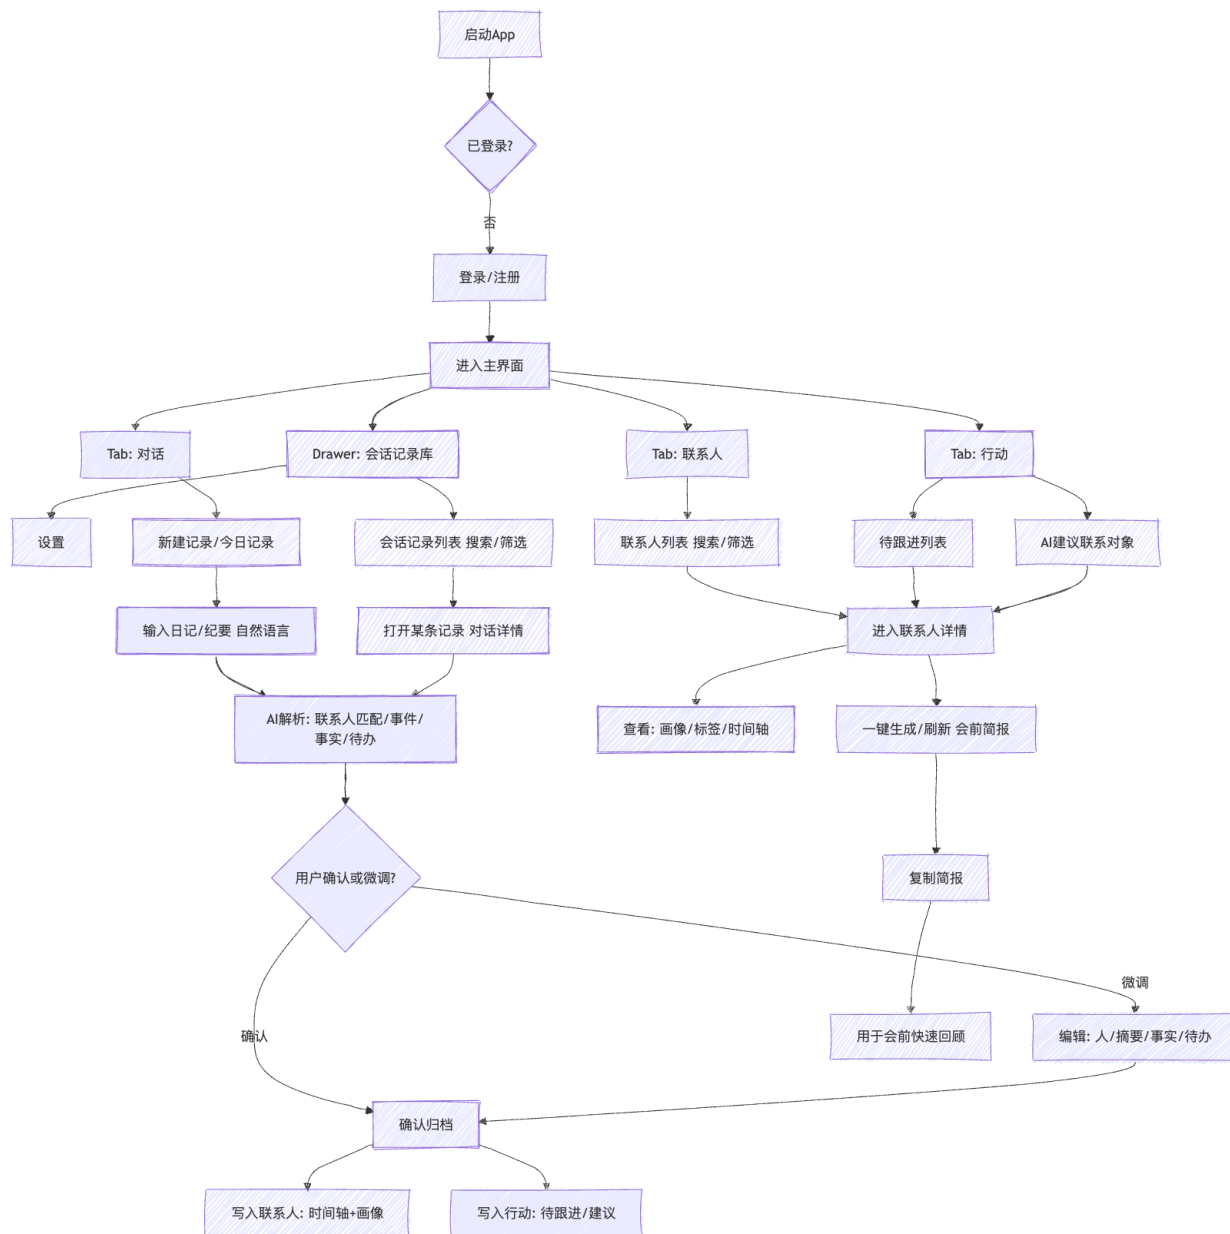 启动App
已登录?
否
登录/注册
进入主界面
Tab: 对话
Drawer: 会话记录库
Tab: 联系人
Tab: 行动
设置
新建记录/今日记录
会话记录列表 搜索/筛选
联系人列表 搜索/筛选
待跟进列表
AI建议联系对象
输入日记/纪要 自然语言
打开某条记录 对话详情
进入联系人详情
AI解析: 联系人匹配/事件/
事实/待办
查看: 画像/标签/时间轴
一键生成/刷新 会前简报
用户确认或微调?
复制简报
微调
确认
用于会前快速回顾
编辑: 人/摘要/事实/待办
确认归档
写入联系人: 时间轴+画像
写入行动: 待跟进/建议